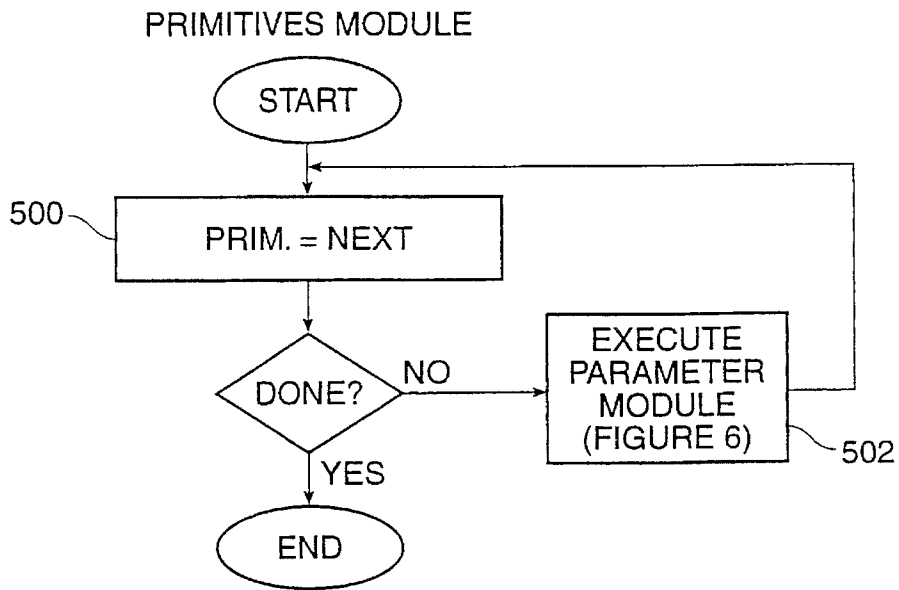 PRIMITIVES MODULE
START
500
PRIM. = NEXT
DONE?
NO
EXECUTE
PARAMETER
MODULE
(FIGURE 6)
502
YES
END